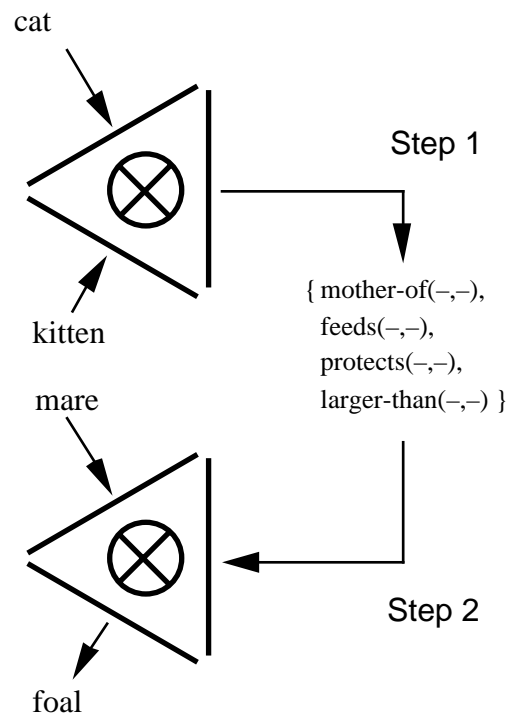 cat
Step 1
{ mother-of(–,–),
feeds(–,–),
protects(–,–),
larger-than(–,–) }
kitten
mare
Step 2
foal